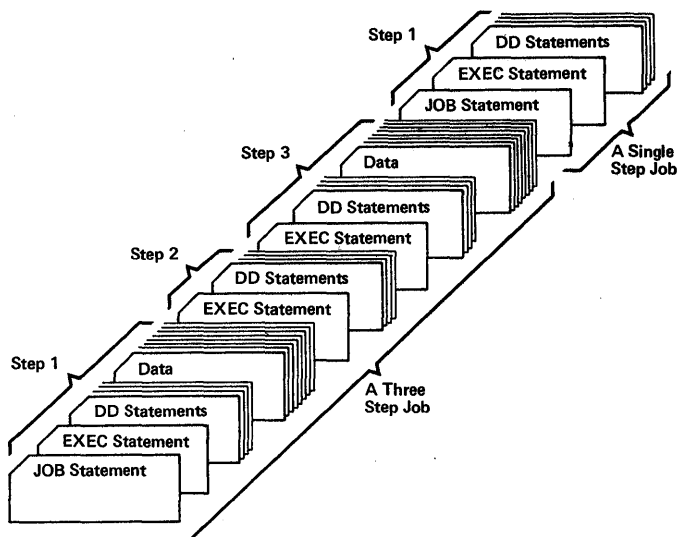 Step 1
DD Statements
EXEC Statement
JOB Statement
A Single
Step Job
Step 3
Data
DD Statements
EXEC Statement
Step 2
DD Statements
EXEC Statement
Step 1
Data
DD Statements
EXEC Statement
JOB Statement
A Three
Step Job